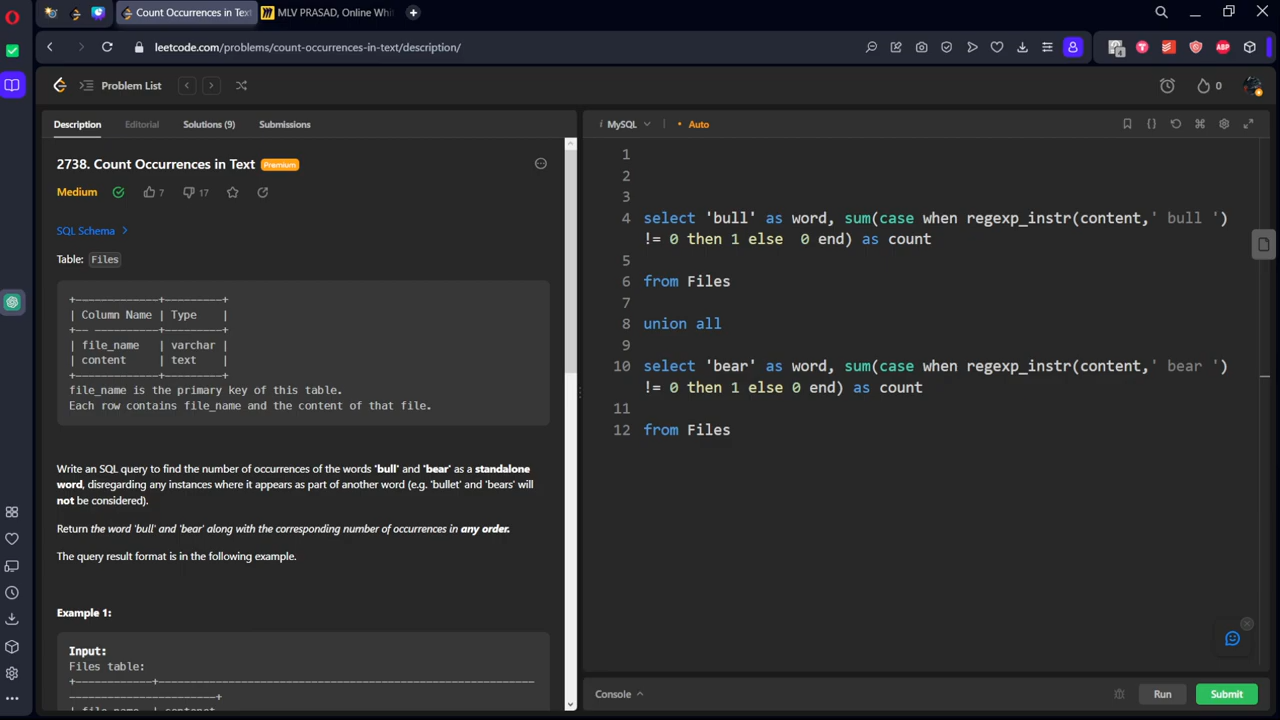 Count Occurrences in Text
MLV PRASAD, Online Whi
leetcode.com/problems/count-occurrences-in-text/description/
ABP
Problem List
0
Description
Editorial
Solutions (9)
Submissions
2738. Count Occurrences in Text
Premium
Medium
7
17
SQL Schema
Table: Files
+-------------+---------+
| Column Name | Type    |
+-- ----------+---------+
| file_name   | varchar |
| content     | text    |
+-------------+---------+
file_name is the primary key of this table.
Each row contains file_name and the content of that file.
Write an SQL query to find the number of occurrences of the words 'bull' and 'bear' as a standalone
word, disregarding any instances where it appears as part of another word (e.g. 'bullet' and 'bears' will
not be considered).
Return the word 'bull' and 'bear' along with the corresponding number of occurrences in any order.
The query result format is in the following example.
Example 1:
Input:
Files table:
MySQL
Auto
1
2
3
4 select 'bull' as word, sum(case when regexp_instr(content,' bull ')
!= 0 then 1 else  0 end) as count
5
6 from Files
7
8 union all
9
10 select 'bear' as word, sum(case when regexp_instr(content,' bear ')
!= 0 then 1 else 0 end) as count
11
12 from Files
Console
Run
Submit